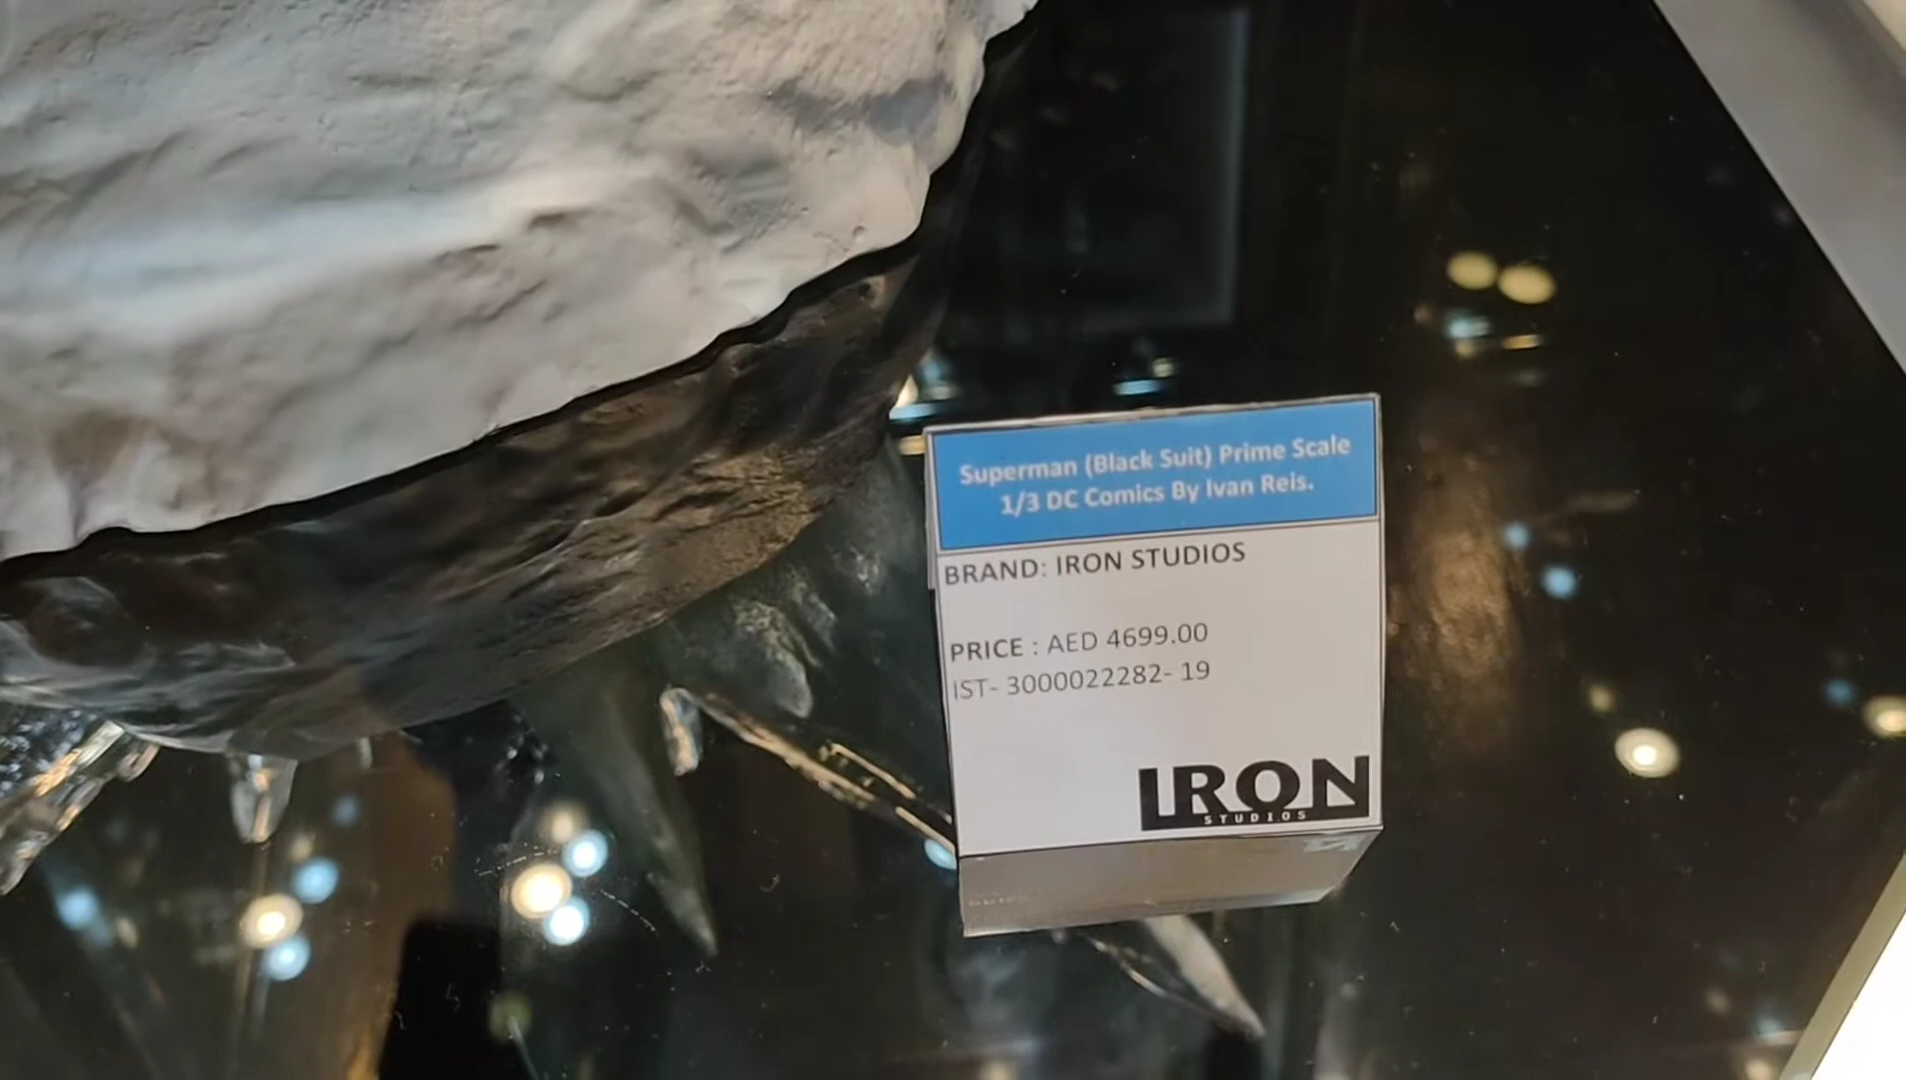 Superman (Black Suit) Prime Scale
1/3 DC Comics By Ivan Reis.
BRAND: IRON STUDIOS
PRICE : AED 4699.00
IST- 3000022282- 19
IRON
STUDIOS